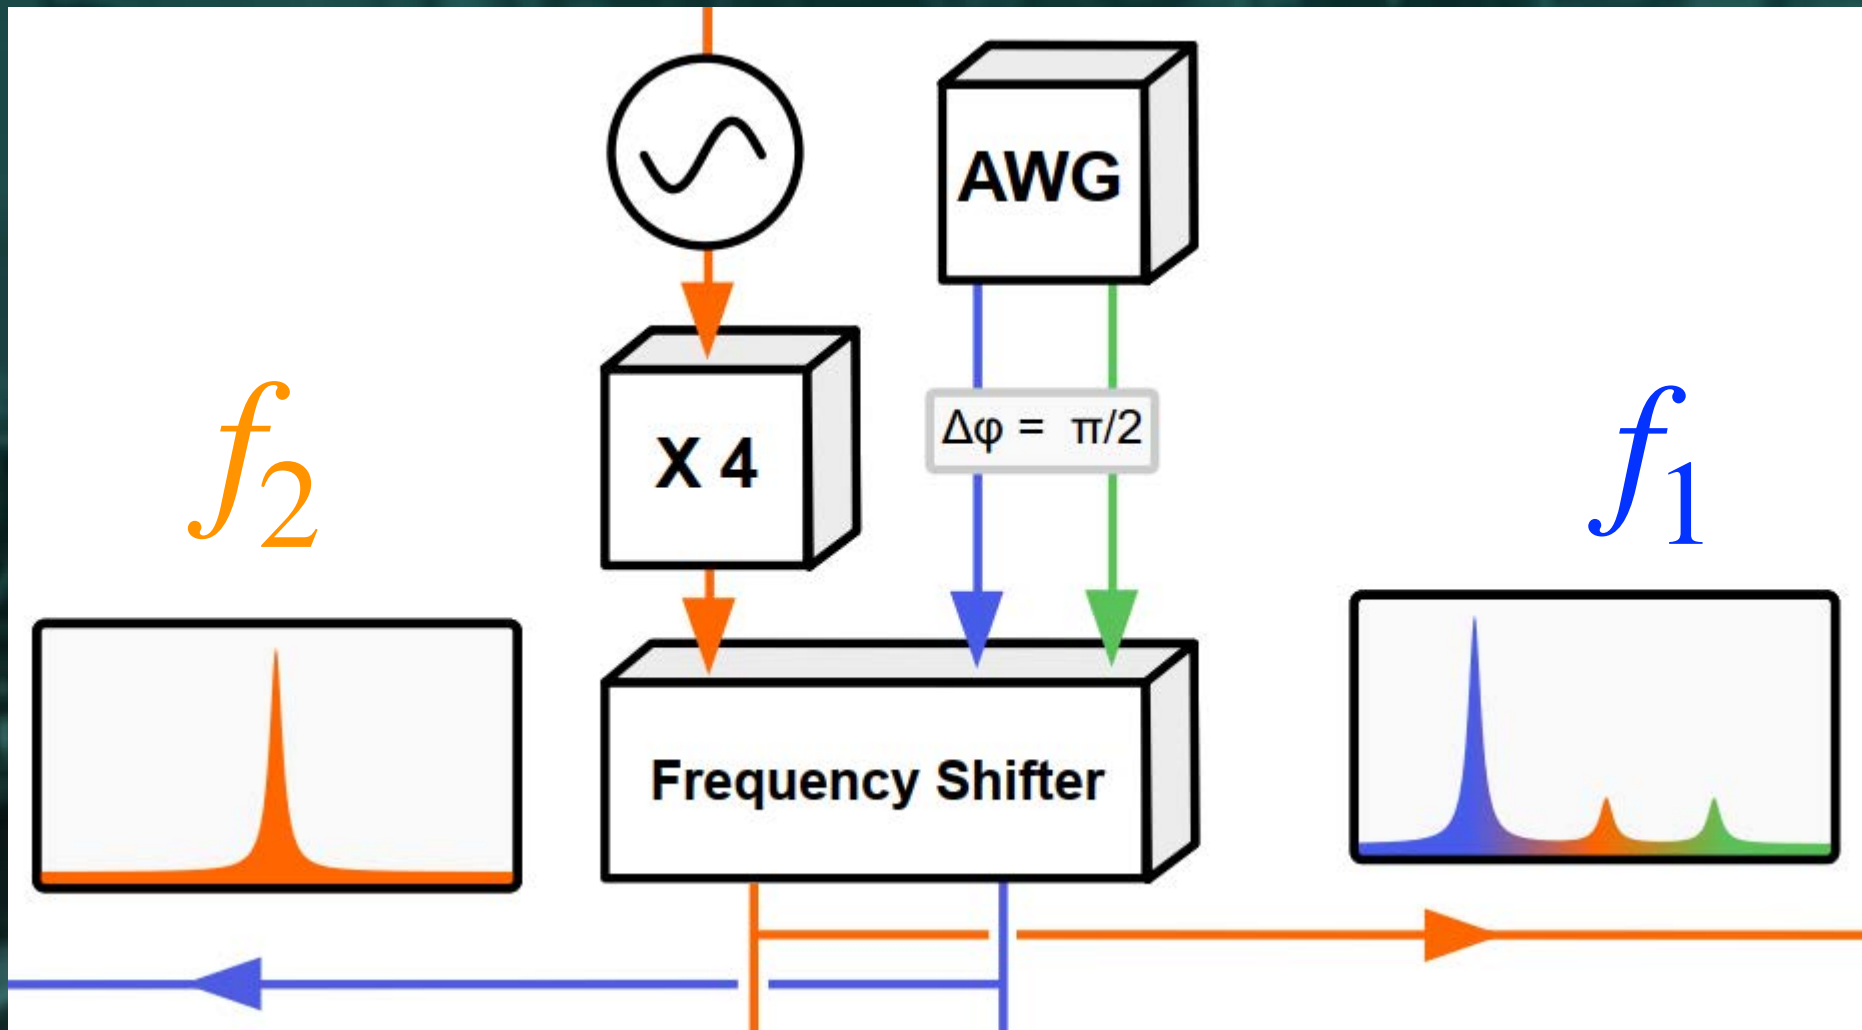 AWG
Δφ = π/2
X 4
f2
f1
Frequency Shifter